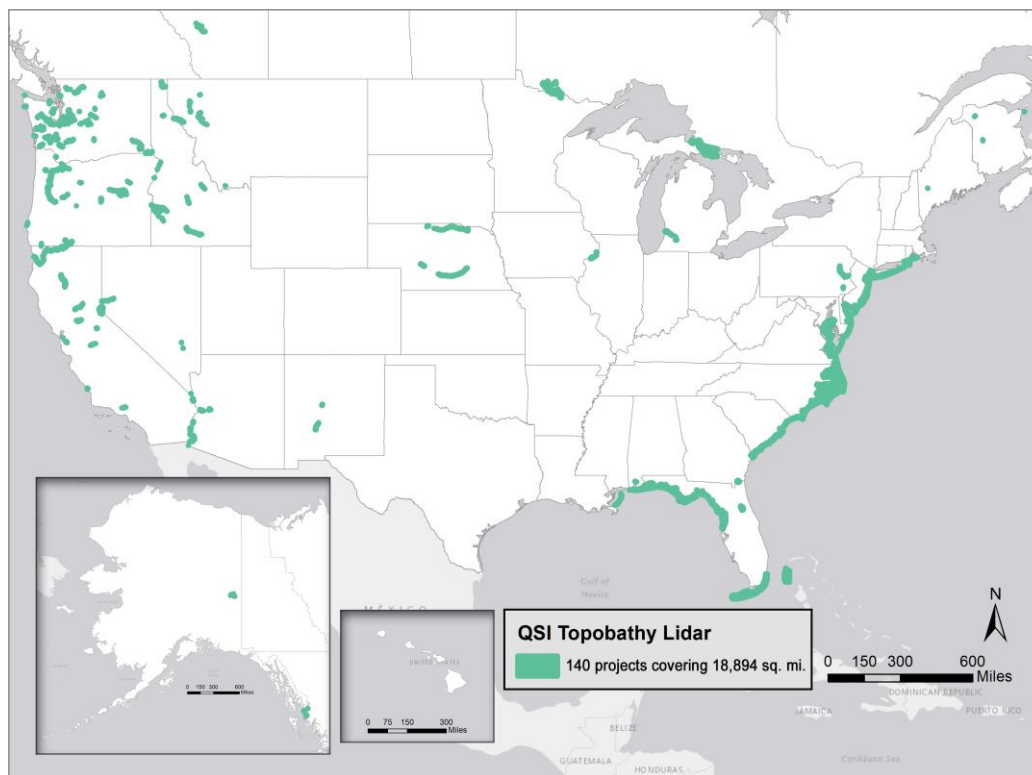 Gulf of
Mexico
MÉXICO
UNITED STATES
N
QSI Topobathy Lidar
140 projects covering 18,894 sq. mi.
0 150 300 600
Miles
0 150 300 600
Miles
0 75 150 300
Miles
DOMINICAN REPUBLIC
JAMAICA
PUERTO RICO
BELIZE
GUATEMALA
HONDURAS
Caribbean Sea